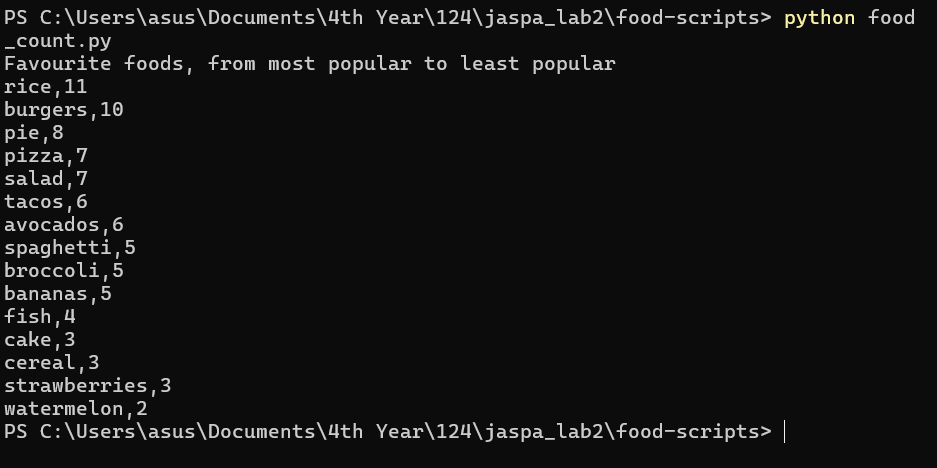 PS C:\Users\asus\Documents\4th Year\124\jaspa_lab2\food-scripts> python food
_count.py
Favourite foods, from most popular to least popular
rice,11
burgers,10
pie,8
pizza,7
salad,7
tacos,6
avocados,6
spaghetti,5
broccoli,5
bananas,5
fish,4
cake,3
cereal,3
strawberries,3
watermelon,2
PS C:\Users\asus\Documents\4th Year\124\jaspa_lab2\food-scripts>